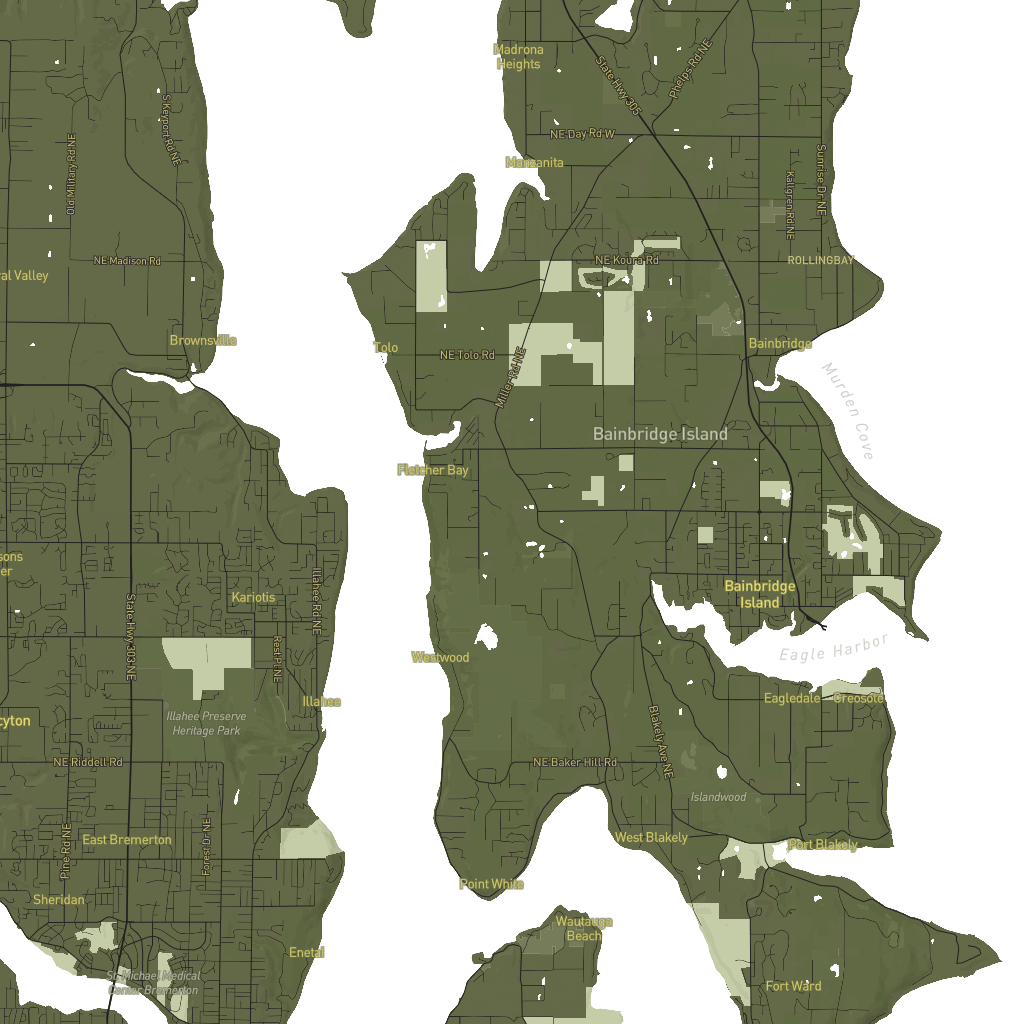 Madrona
Heights
State Hwy 305
Phelps Rd NE
S Keyport Rd NE
NE Day Rd W
Old Military Rd NE
Manzanita
Sunrise Dr NE
Kallgren Rd NE
NE Madison Rd
NE Koura Rd
ROLLINGBAY
Brownsville
Tolo
NE Tolo Rd
Miller Rd NE
Bainbridge
Murden Cove
Bainbridge Island
Fletcher Bay
Kariotis
Illahee Rd NE
State Hwy 303 NE
Bainbridge
Island
Eagle Harbor
Rest Pl NE
Westwood
Illahee
Eagledale
Creosote
Illahee Preserve
Heritage Park
Blakely Ave NE
NE Riddell Rd
NE Baker Hill Rd
Islandwood
East Bremerton
Pine Rd NE
Forest Dr NE
West Blakely
Port Blakely
Point White
Sheridan
Wautauga
Beach
Enetai
St. Michael Medical
Center Bremerton
Fort Ward